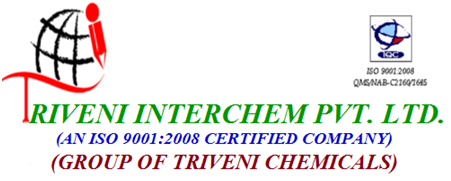 IQC
ISO 9001:2008
QMS/NAB-C2160/1645
TRIVENI INTERCHEM PVT. LTD.
(AN ISO 9001:2008 CERTIFIED COMPANY)
(GROUP OF TRIVENI CHEMICALS)